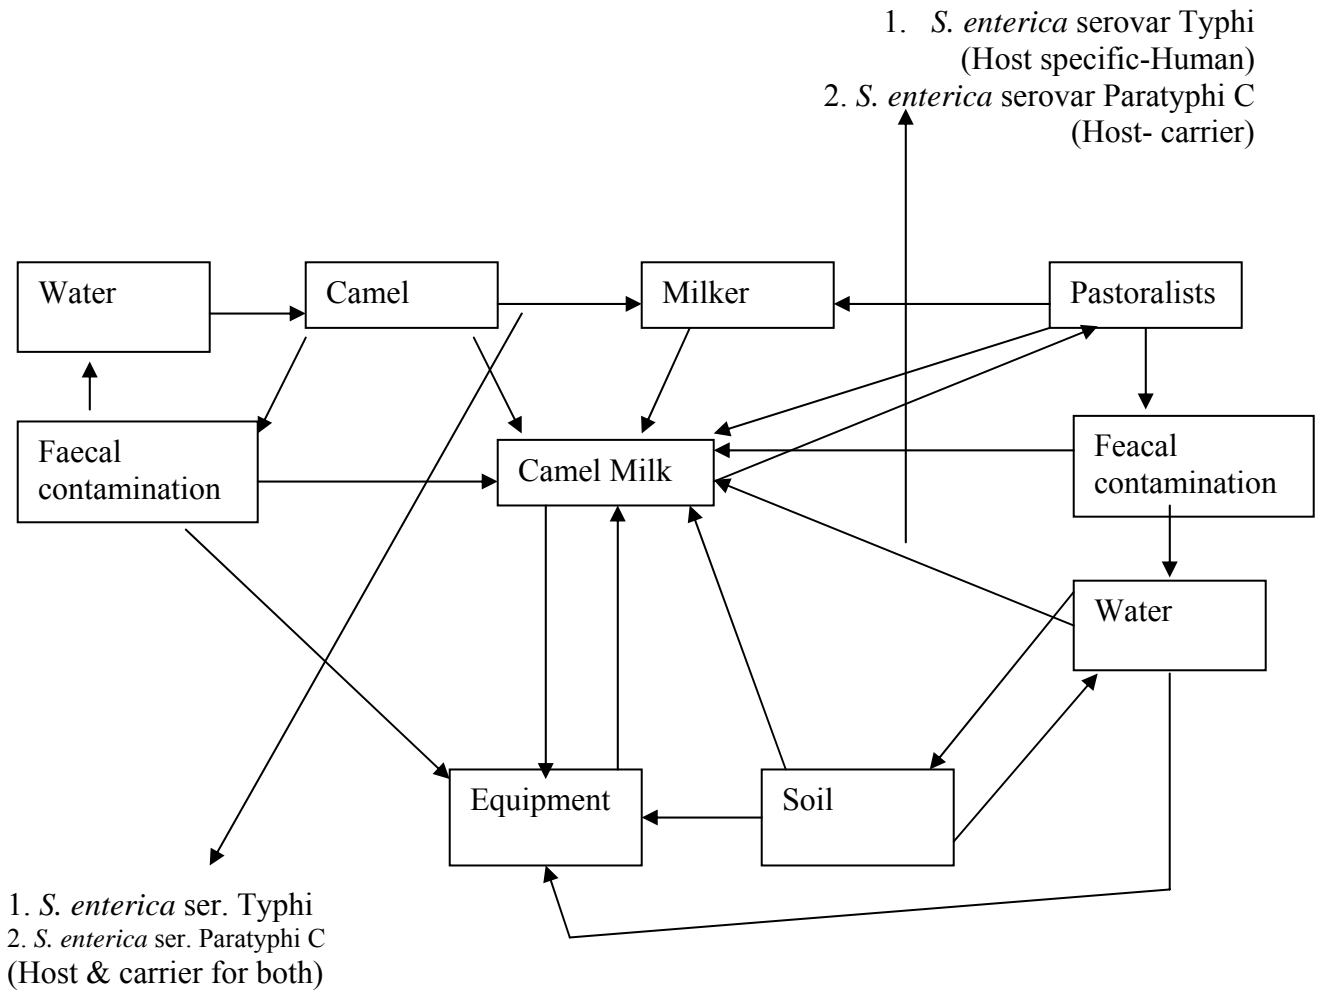 1. S. enterica serovar Typhi
(Host specific-Human)
2. S. enterica serovar Paratyphi C
(Host- carrier)
Water
Camel
Milker
Pastoralists
Faecal
contamination
Camel Milk
Feacal
contamination
Water
Equipment
Soil
1. S. enterica ser. Typhi
2. S. enterica ser. Paratyphi C
(Host & carrier for both)